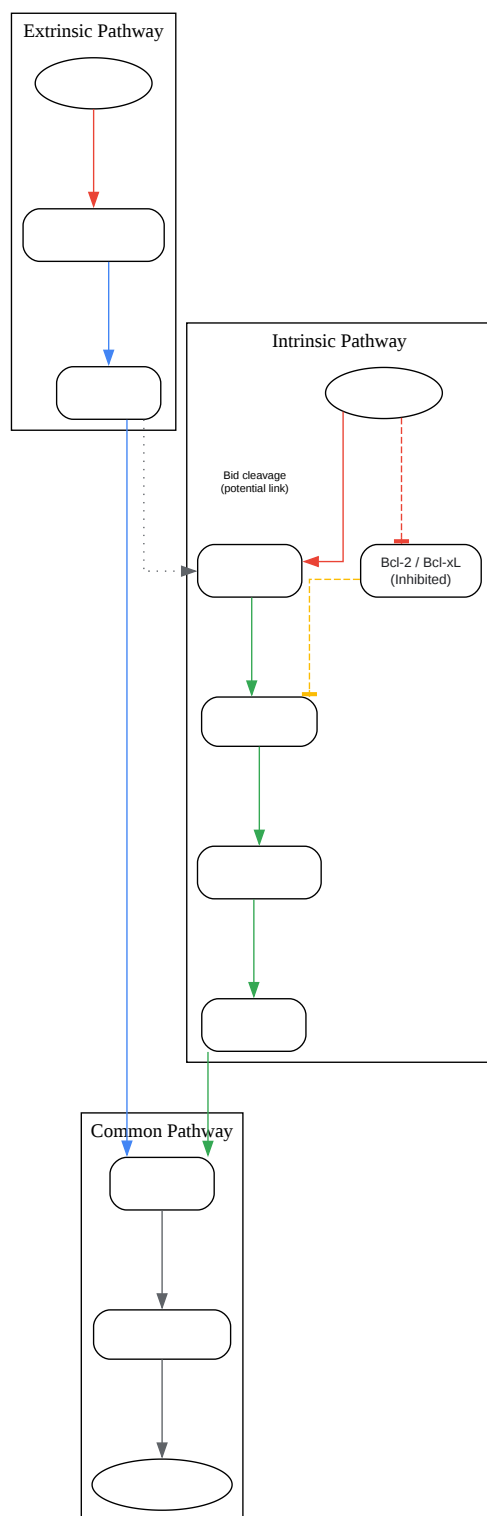 Extrinsic Pathway
Intrinsic Pathway
Bid cleavage
(potential link)
Bcl-2 / Bcl-xL
(Inhibited)
Common Pathway